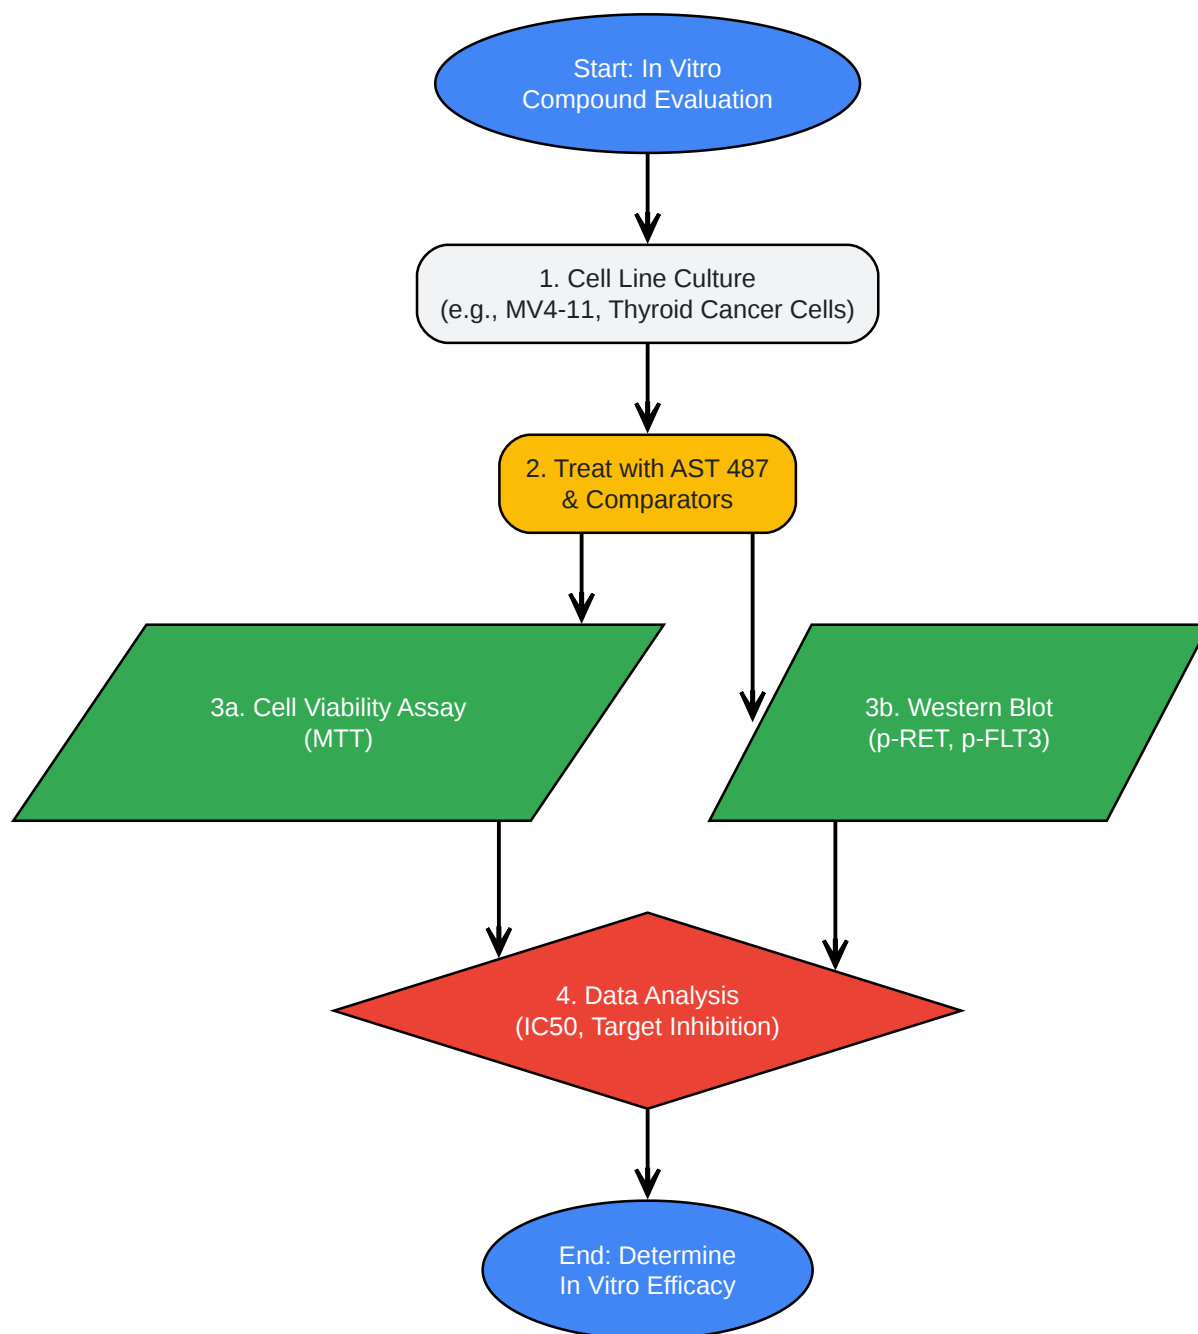 Start: In Vitro
Compound Evaluation
1. Cell Line Culture
(e.g., MV4-11, Thyroid Cancer Cells)
2. Treat with AST 487
& Comparators
3a. Cell Viability Assay
(MTT)
3b. Western Blot
(p-RET, p-FLT3)
4. Data Analysis
(IC50, Target Inhibition)
End: Determine
In Vitro Efficacy